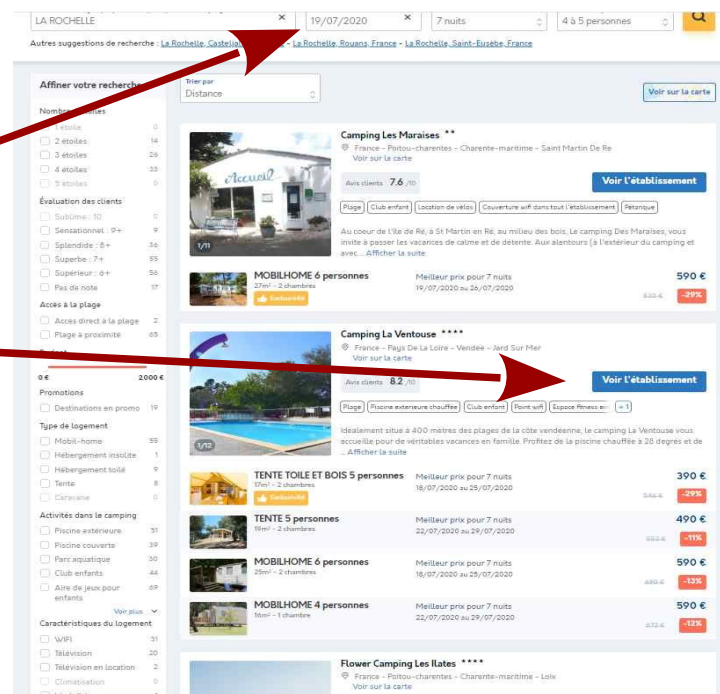 LA ROCHELLE × 19/07/2020 × 7 nuits 4 à 5 personnes
Autres suggestions de recherche : La Rochelle, - La Rochelle, Rouans, France - La Rochelle, Saint-Eusèbe, France
Affiner votre recherche
Nombre
1 étoile 0
2 étoiles 14
3 étoiles 26
4 étoiles 33
5 étoiles 0
Évaluation des clients
Sublime : 10 0
Sensationnel : 9+ 9
Splendide : 8+ 36
Superbe : 7+ 55
Supérieur : 6+ 56
Pas de note 17
Accès à la plage
Accès direct à la plage 2
Plage à proximité 65
0 € 2000 €
Promotions
Destinations en promo 19
Type de logement
Mobil-home 55
Hébergement insolite 1
Hébergement toilé 9
Tente 8
Caravane 0
Activités dans le camping
Piscine extérieure 51
Piscine couverte 39
Parc aquatique 50
Club enfants 44
Aire de jeux pour enfants 69
Voir plus
Caractéristiques du logement
WIFI 31
Télévision 20
Télévision en location 2
Climatisation 0
Trier par
Distance
Voir sur la carte
Accueil
1/11
Camping Les Maraises **
France - Poitou-charentes - Charente-maritime - Saint Martin De Re
Voir sur la carte
Avis clients 7.6 /10
Voir l'établissement
Plage Club enfant Location de vélos Couverture wifi dans tout l'établissement Pétanque
Au coeur de l'île de Ré, à St Martin en Ré, au milieu des bois, Le camping Des Maraises, vous
invite à passer les vacances de calme et de détente. Aux alentours (à l'extérieur du camping et
avec... Afficher la suite
MOBILHOME 6 personnes Meilleur prix pour 7 nuits 590 €
27m² - 2 chambres 19/07/2020 au 26/07/2020 -29%
Exclusivité
1/12
Camping La Ventouse ****
France - Pays De La Loire - Vendée - Jard Sur Mer
Voir sur la carte
Avis clients 8.2 /10
Voir l'établissement
Plage Piscine extérieure chauffée Club enfant Point wifi Espace fitness + 1
Idéalement situé à 400 mètres des plages de la côte vendéenne, le camping La Ventouse vous
accueille pour de véritables vacances en famille. Profitez de la piscine chauffée à 28 degrés et de
... Afficher la suite
TENTE TOILE ET BOIS 5 personnes Meilleur prix pour 7 nuits 390 €
17m² - 2 chambres 18/07/2020 au 25/07/2020 -29%
Exclusivité
TENTE 5 personnes Meilleur prix pour 7 nuits 490 €
19m² - 2 chambres 22/07/2020 au 29/07/2020 -11%
MOBILHOME 6 personnes Meilleur prix pour 7 nuits 590 €
25m² - 2 chambres 18/07/2020 au 25/07/2020 -13%
MOBILHOME 4 personnes Meilleur prix pour 7 nuits 590 €
16m² - 1 chambre 22/07/2020 au 29/07/2020 672 € -12%
Flower Camping Les Ilates ****
France - Poitou-charentes - Charente-maritime - Loix
Voir sur la carte